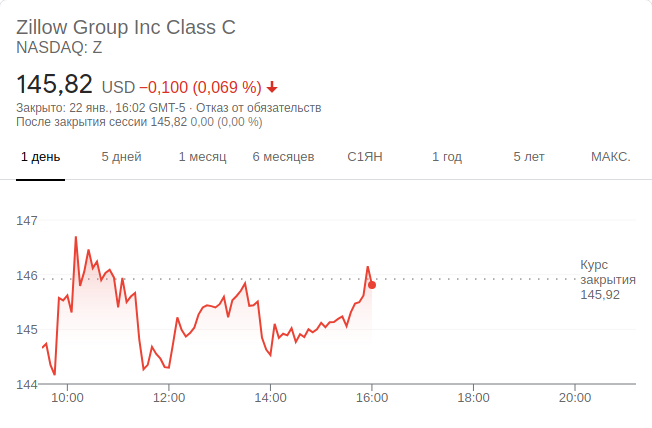 Zillow Group Inc Class C
NASDAQ: Z
145,82 USD −0,100 (0,069 %)
Закрыто: 22 янв., 16:02 GMT-5 · Отказ от обязательств
После закрытия сессии 145,82 0,00 (0,00 %)
1 день 5 дней 1 месяц 6 месяцев С1ЯН 1 год 5 лет МАКС.
147
146
145
144
Курс
закрытия
145,92
10:00 12:00 14:00 16:00 18:00 20:00